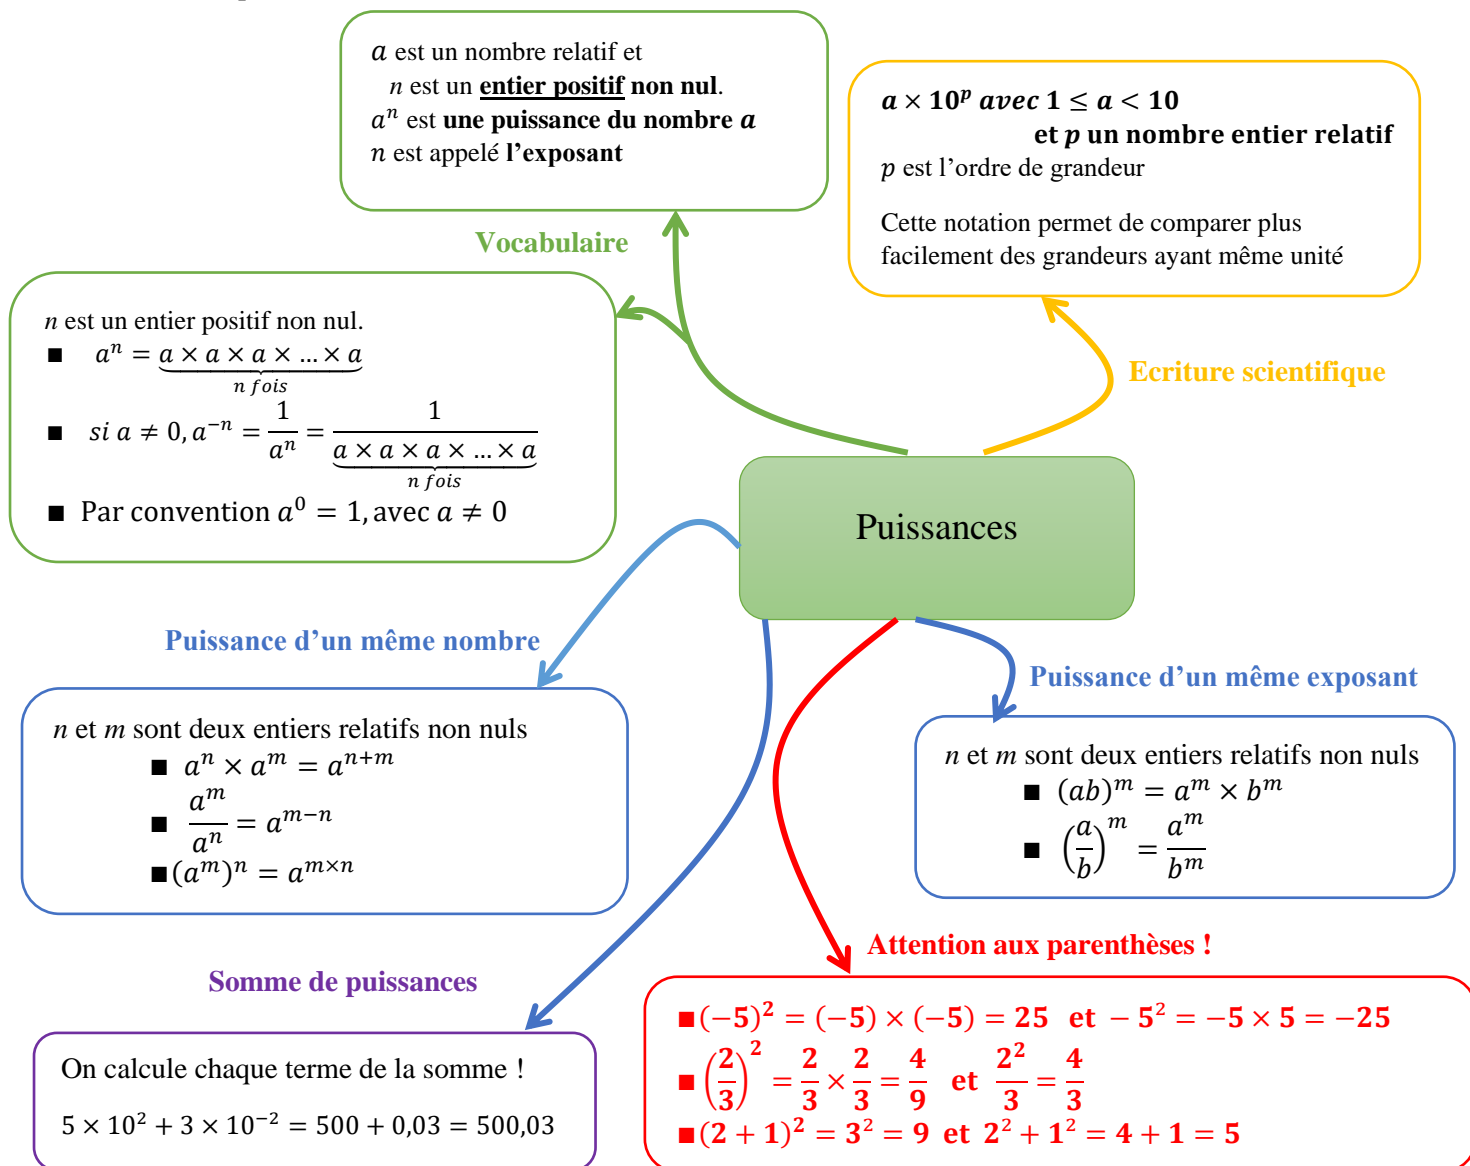 a est un nombre relatif et
n est un entier positif non nul.
aⁿ est une puissance du nombre a
n est appelé l'exposant
a × 10ᵖ avec 1 ≤ a < 10
et p un nombre entier relatif
p est l'ordre de grandeur
Cette notation permet de comparer plus
facilement des grandeurs ayant même unité
Vocabulaire
n est un entier positif non nul.
■ aⁿ = a × a × a × … × a
n fois
■ si a ≠ 0, a⁻ⁿ = 1/aⁿ = 1/(a × a × a × … × a)
n fois
■ Par convention a⁰ = 1, avec a ≠ 0
Ecriture scientifique
Puissances
Puissance d'un même nombre
n et m sont deux entiers relatifs non nuls
■ aⁿ × aᵐ = aⁿ⁺ᵐ
■ aᵐ/aⁿ = aᵐ⁻ⁿ
■ (aᵐ)ⁿ = aᵐˣⁿ
Puissance d'un même exposant
n et m sont deux entiers relatifs non nuls
■ (ab)ᵐ = aᵐ × bᵐ
■ (a/b)ᵐ = aᵐ/bᵐ
Somme de puissances
On calcule chaque terme de la somme !
5 × 10² + 3 × 10⁻² = 500 + 0,03 = 500,03
Attention aux parenthèses !
■ (−5)² = (−5) × (−5) = 25 et − 5² = −5 × 5 = −25
■ (2/3)² = 2/3 × 2/3 = 4/9 et 2²/3 = 4/3
■ (2 + 1)² = 3² = 9 et 2² + 1² = 4 + 1 = 5